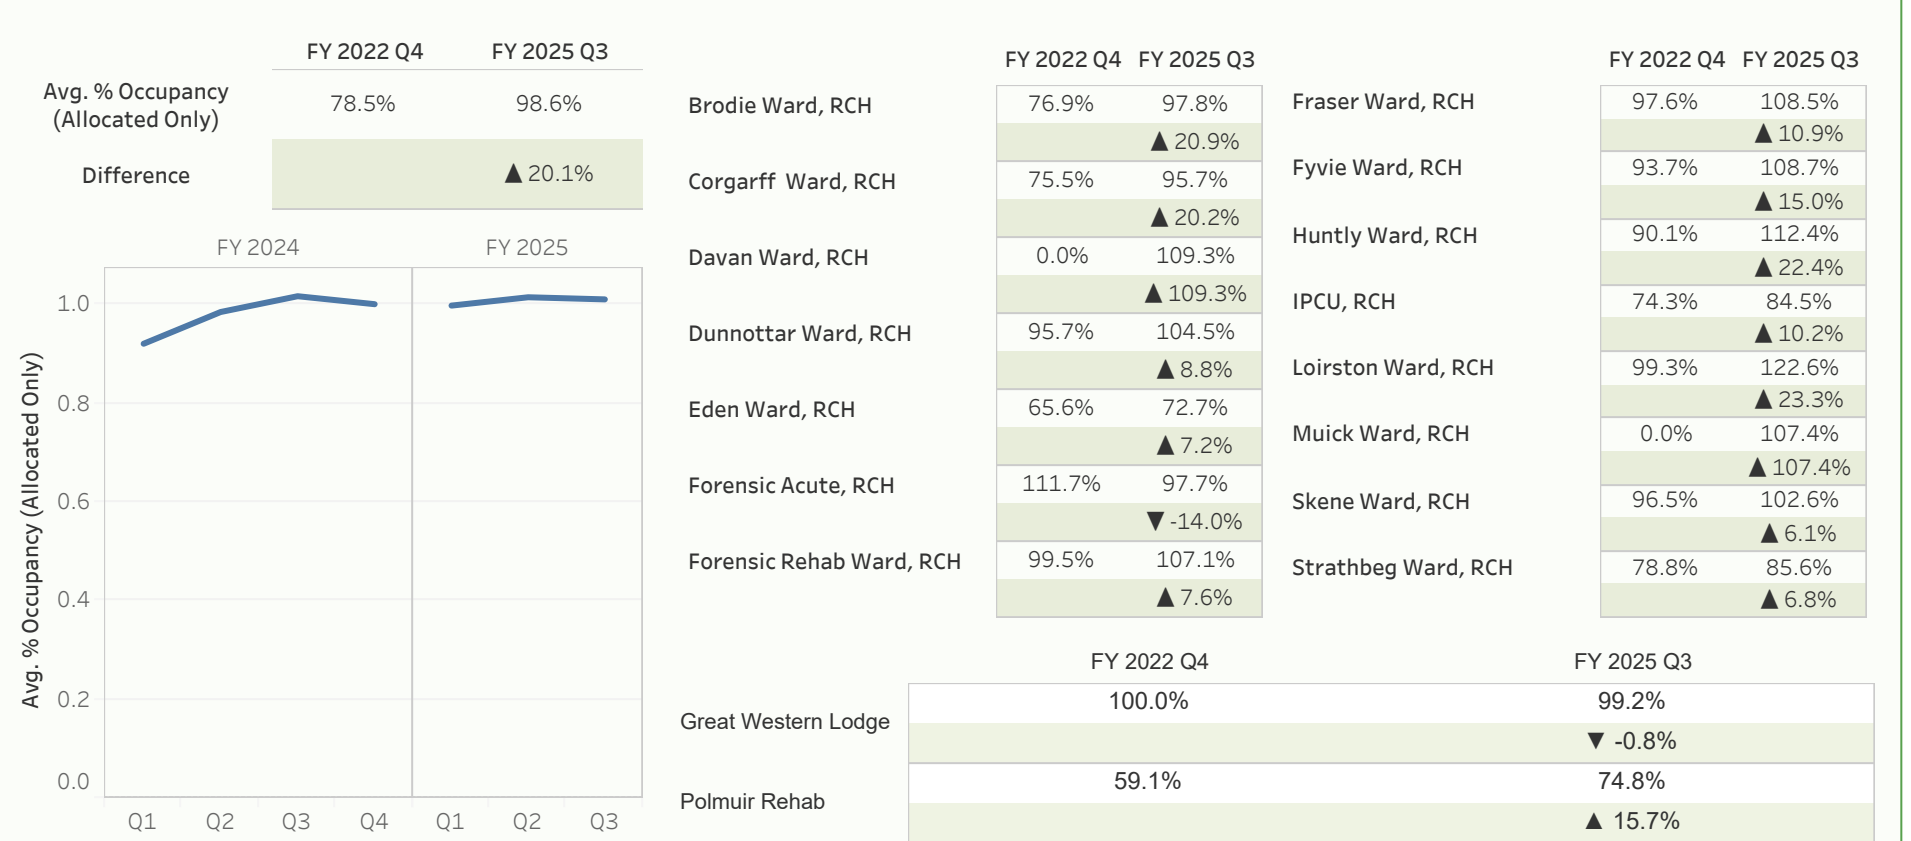 FY 2022 Q4 FY 2025 Q3
Avg. % Occupancy
(Allocated Only)
78.5% 98.6%
Difference ▲ 20.1%
FY 2024 FY 2025
Avg. % Occupancy (Allocated Only)
1.0
0.8
0.6
0.4
0.2
0.0
Q1 Q2 Q3 Q4 Q1 Q2 Q3
FY 2022 Q4 FY 2025 Q3
Brodie Ward, RCH 76.9% 97.8%
▲ 20.9%
Corgarff Ward, RCH 75.5% 95.7%
▲ 20.2%
Davan Ward, RCH 0.0% 109.3%
▲ 109.3%
Dunnottar Ward, RCH 95.7% 104.5%
▲ 8.8%
Eden Ward, RCH 65.6% 72.7%
▲ 7.2%
Forensic Acute, RCH 111.7% 97.7%
▼ -14.0%
Forensic Rehab Ward, RCH 99.5% 107.1%
▲ 7.6%
FY 2022 Q4 FY 2025 Q3
Fraser Ward, RCH 97.6% 108.5%
▲ 10.9%
Fyvie Ward, RCH 93.7% 108.7%
▲ 15.0%
Huntly Ward, RCH 90.1% 112.4%
▲ 22.4%
IPCU, RCH 74.3% 84.5%
▲ 10.2%
Loirston Ward, RCH 99.3% 122.6%
▲ 23.3%
Muick Ward, RCH 0.0% 107.4%
▲ 107.4%
Skene Ward, RCH 96.5% 102.6%
▲ 6.1%
Strathbeg Ward, RCH 78.8% 85.6%
▲ 6.8%
FY 2022 Q4 FY 2025 Q3
Great Western Lodge 100.0% 99.2%
▼ -0.8%
Polmuir Rehab 59.1% 74.8%
▲ 15.7%